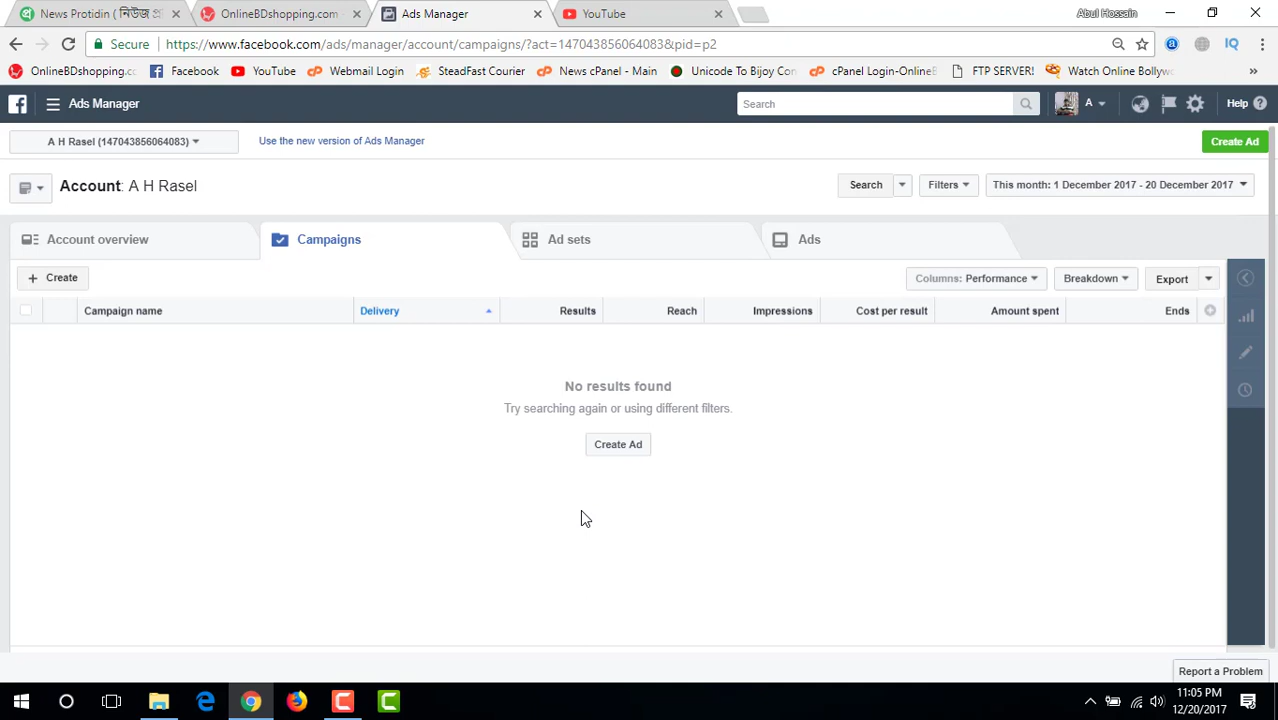 News Protidin ( নিউজ প্র
OnlineBDshopping.com -
Ads Manager
YouTube
Abul Hossain
Secure
https://www.facebook.com/ads/manager/account/campaigns/?act=147043856064083&pid=p2
OnlineBDshopping.cc
Facebook
YouTube
Webmail Login
SteadFast Courier
News cPanel - Main
Unicode To Bijoy Con
cPanel Login-OnlineB
FTP SERVER!
Watch Online Bollyw
Ads Manager
Search
A
Help
A H Rasel (147043856064083)
Use the new version of Ads Manager
Create Ad
Account: A H Rasel
Search
Filters
This month: 1 December 2017 - 20 December 2017
Account overview
Campaigns
Ad sets
Ads
+ Create
Columns: Performance
Breakdown
Export
Campaign name
Delivery
Results
Reach
Impressions
Cost per result
Amount spent
Ends
No results found
Try searching again or using different filters.
Create Ad
Report a Problem
11:05 PM
12/20/2017